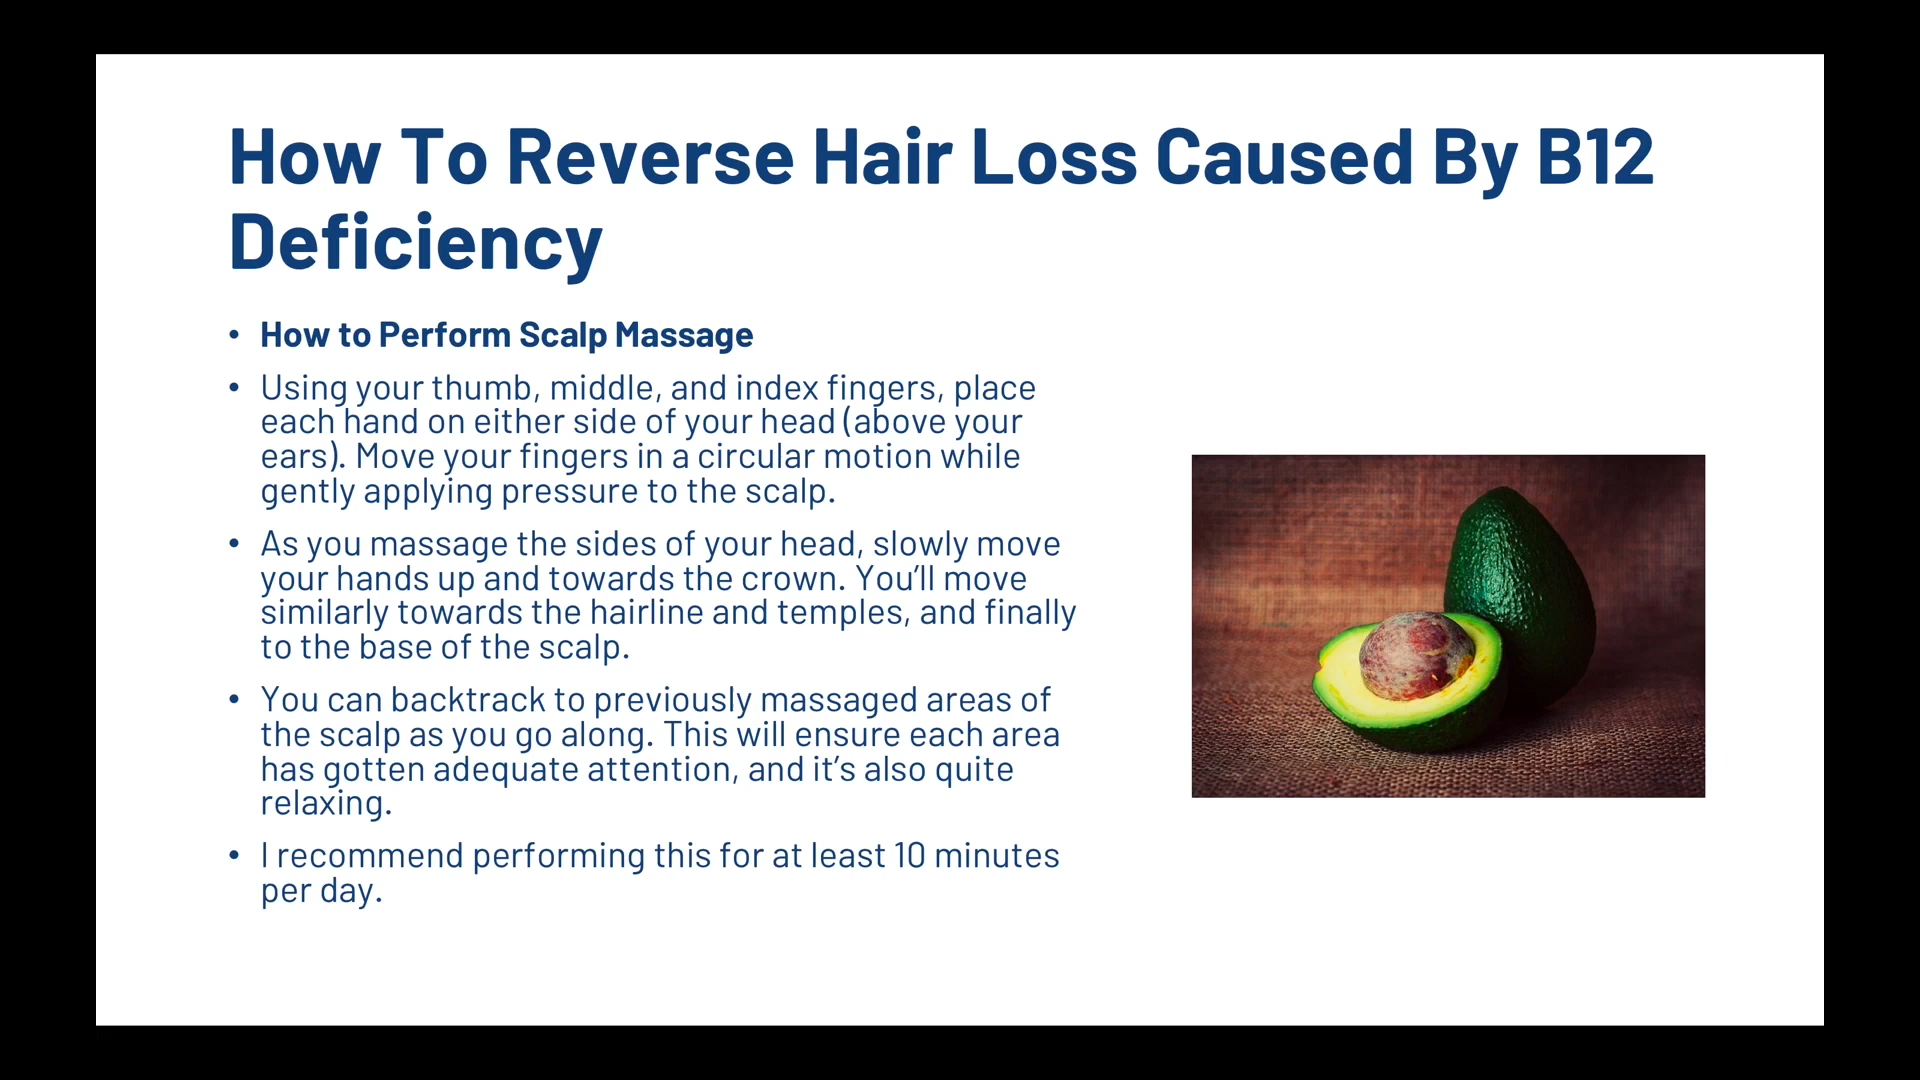 How To Reverse Hair Loss Caused By B12
Deficiency
• How to Perform Scalp Massage
• Using your thumb, middle, and index fingers, place
each hand on either side of your head (above your
ears). Move your fingers in a circular motion while
gently applying pressure to the scalp.
• As you massage the sides of your head, slowly move
your hands up and towards the crown. You’ll move
similarly towards the hairline and temples, and finally
to the base of the scalp.
• You can backtrack to previously massaged areas of
the scalp as you go along. This will ensure each area
has gotten adequate attention, and it’s also quite
relaxing.
• I recommend performing this for at least 10 minutes
per day.